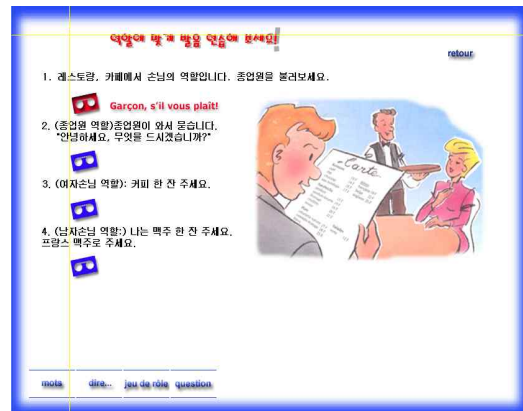 역할에 맞게 발음 연습해 보세요!
retour
1. 레스토랑, 카페에서 손님의 역할입니다. 종업원을 불러보세요.
Garçon, s'il vous plaît!
2. (종업원 역할)종업원이 와서 묻습니다.
"안녕하세요, 무엇을 드시겠습니까?"
3. (여자손님 역할): 커피 한 잔 주세요.
4. (남자손님 역할:) 나는 맥주 한 잔 주세요.
프랑스 맥주로 주세요.
Carte
mots dire... jeu de rôle question